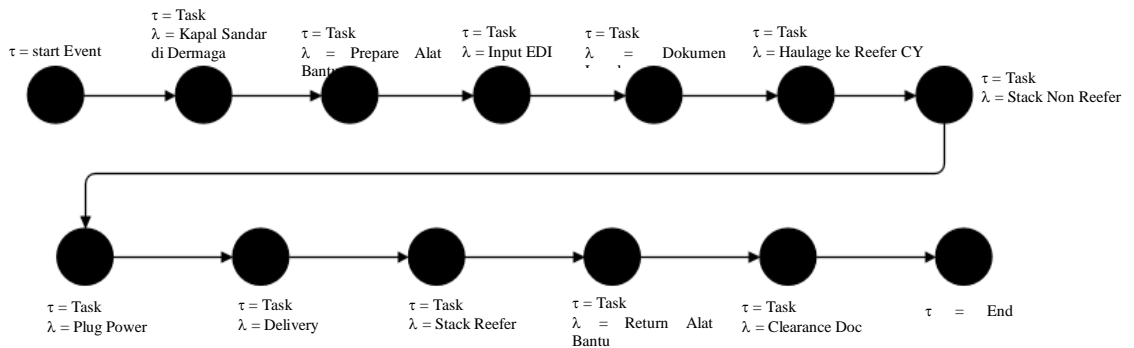 τ = start Event
τ = Task
λ = Kapal Sandar
di Dermaga
τ = Task
λ = Prepare Alat
Bantu
τ = Task
λ = Input EDI
τ = Task
λ = Dokumen
τ = Task
λ = Haulage ke Reefer CY
τ = Task
λ = Stack Non Reefer
τ = Task
λ = Plug Power
τ = Task
λ = Delivery
τ = Task
λ = Stack Reefer
τ = Task
λ = Return Alat
Bantu
τ = Task
λ = Clearance Doc
τ = End